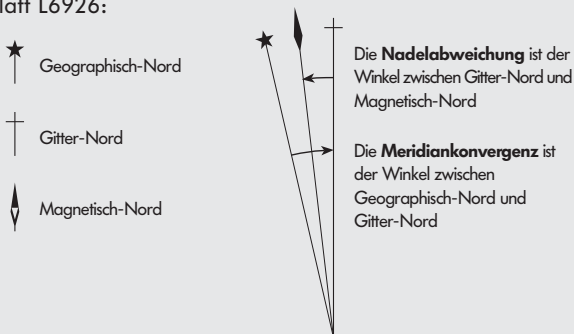 latt L6926:
Geographisch-Nord
Gitter-Nord
Magnetisch-Nord
Die Nadelabweichung ist der
Winkel zwischen Gitter-Nord und
Magnetisch-Nord
Die Meridiankonvergenz ist
der Winkel zwischen
Geographisch-Nord und
Gitter-Nord